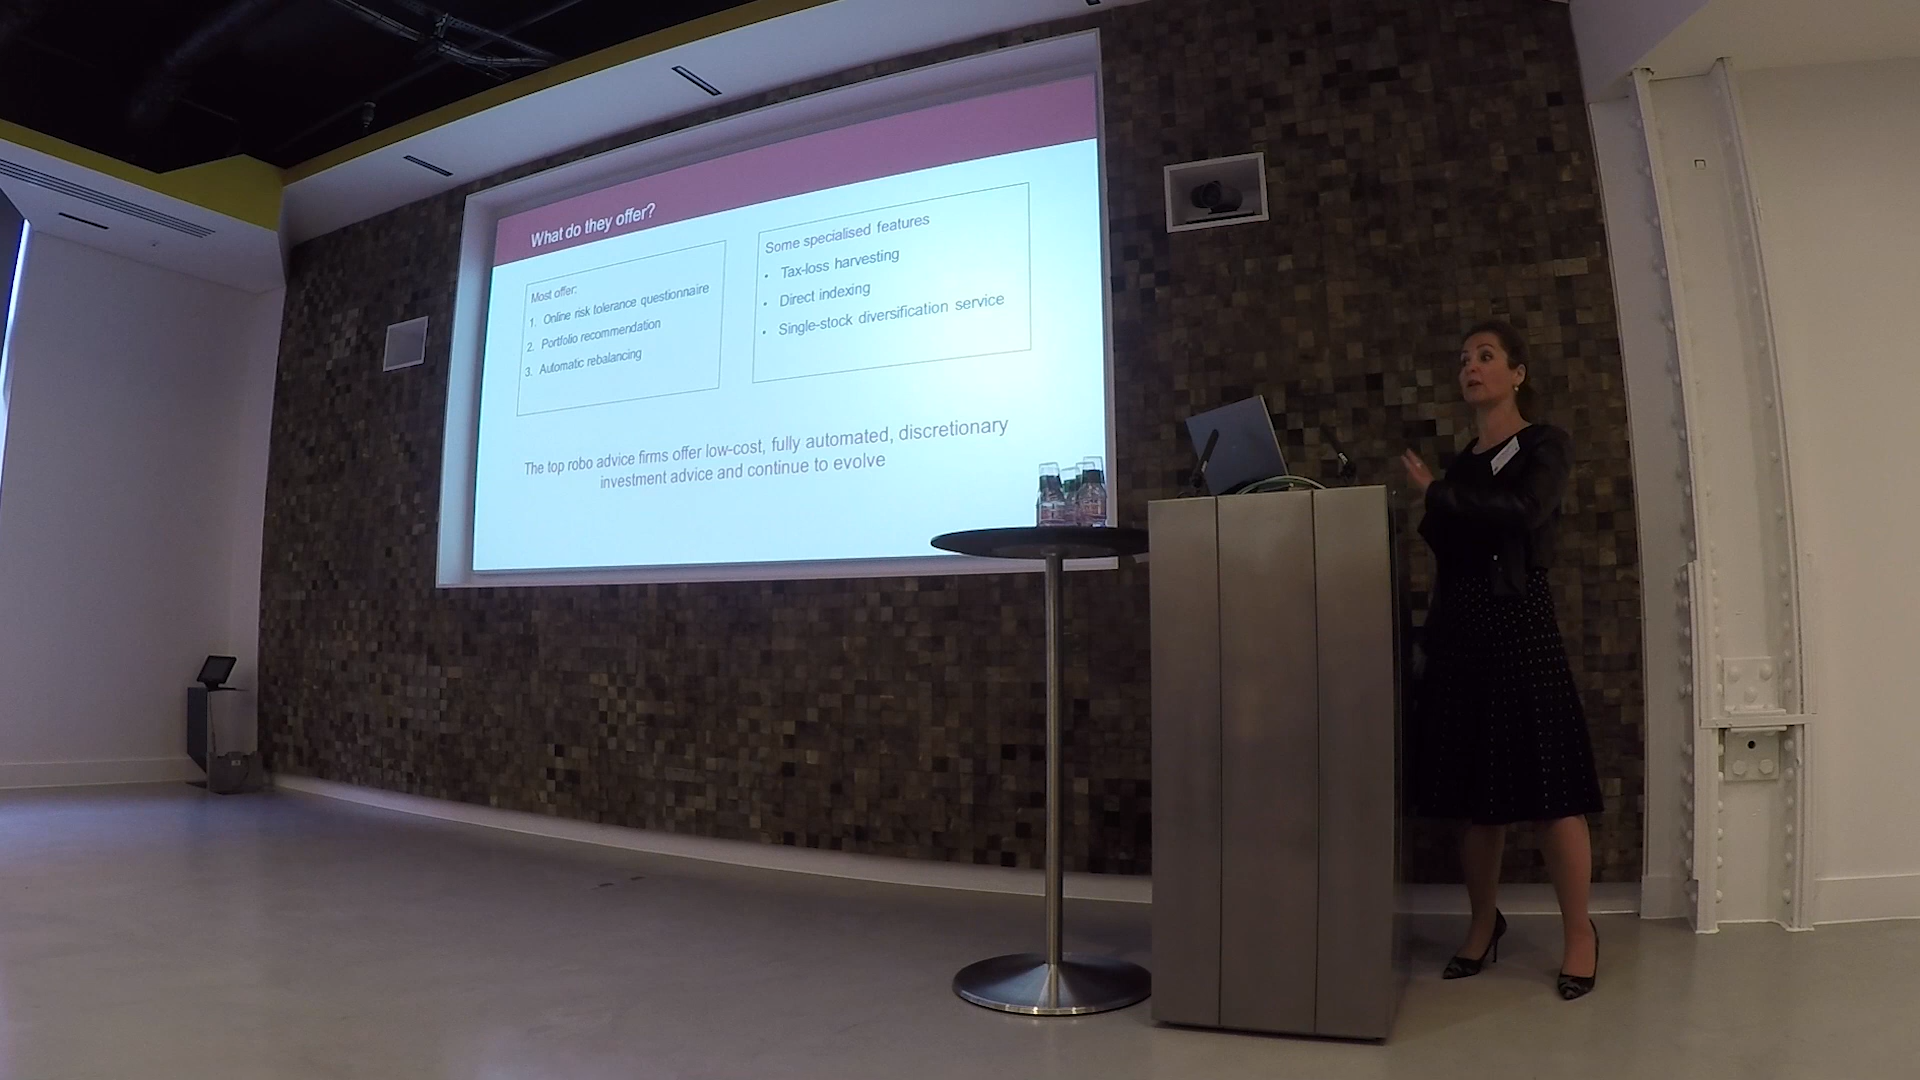 What do they offer?
Most offer:
1. Online risk tolerance questionnaire
2. Portfolio recommendation
3. Automatic rebalancing
Some specialised features
• Tax-loss harvesting
• Direct indexing
• Single-stock diversification service
The top robo advice firms offer low-cost, fully automated, discretionary
investment advice and continue to evolve